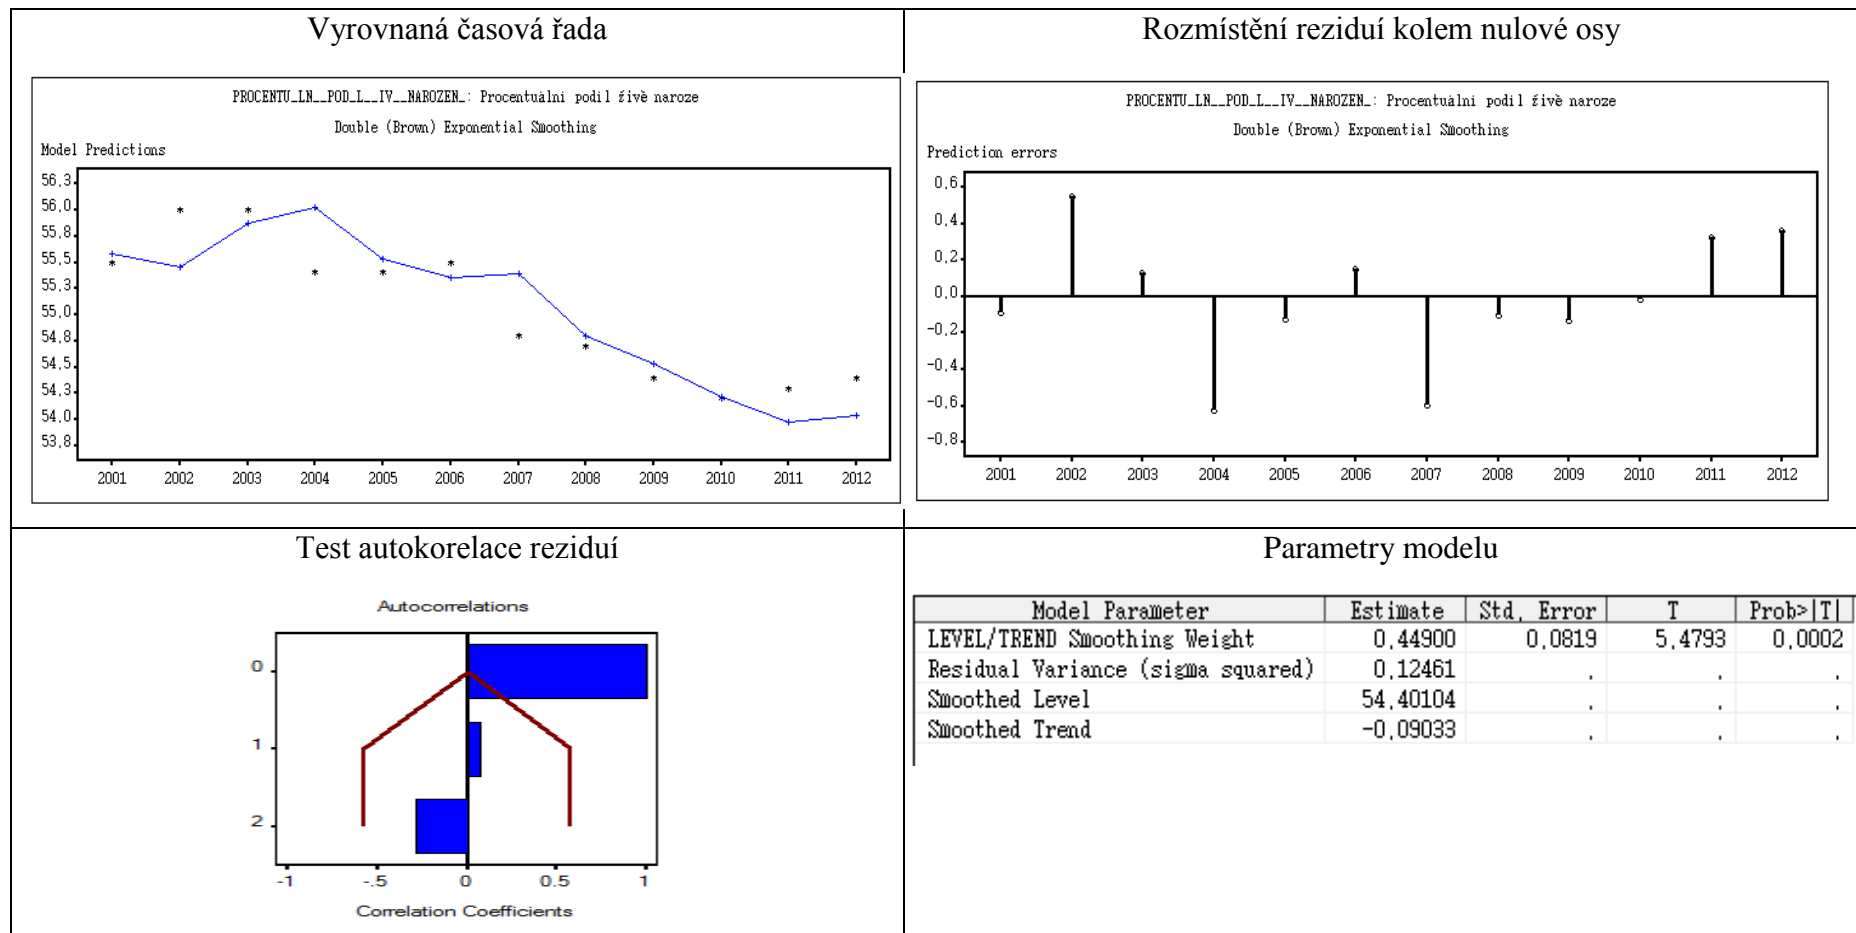 Vyrovnaná časová řada
PROCENTU_LN__POD_L__IV__NAROZEN_: Procentuální podíl živě naroze
Double (Brown) Exponential Smoothing
Model Predictions
56,3
56,0
55,8
55,5
55,3
55,0
54,8
54,5
54,3
54,0
53,8
2001 2002 2003 2004 2005 2006 2007 2008 2009 2010 2011 2012
Rozmístění reziduí kolem nulové osy
PROCENTU_LN__POD_L__IV__NAROZEN_: Procentuální podíl živě naroze
Double (Brown) Exponential Smoothing
Prediction errors
0,6
0,4
0,2
0,0
-0,2
-0,4
-0,6
-0,8
2001 2002 2003 2004 2005 2006 2007 2008 2009 2010 2011 2012
Test autokorelace reziduí
Autocorrelations
0
1
2
-1 -.5 0 0.5 1
Correlation Coefficients
Parametry modelu
Model Parameter Estimate Std, Error T Prob>|T|
LEVEL/TREND Smoothing Weight 0,44900 0,0819 5,4793 0,0002
Residual Variance (sigma squared) 0,12461 . . .
Smoothed Level 54,40104 . . .
Smoothed Trend -0,09033 . . .